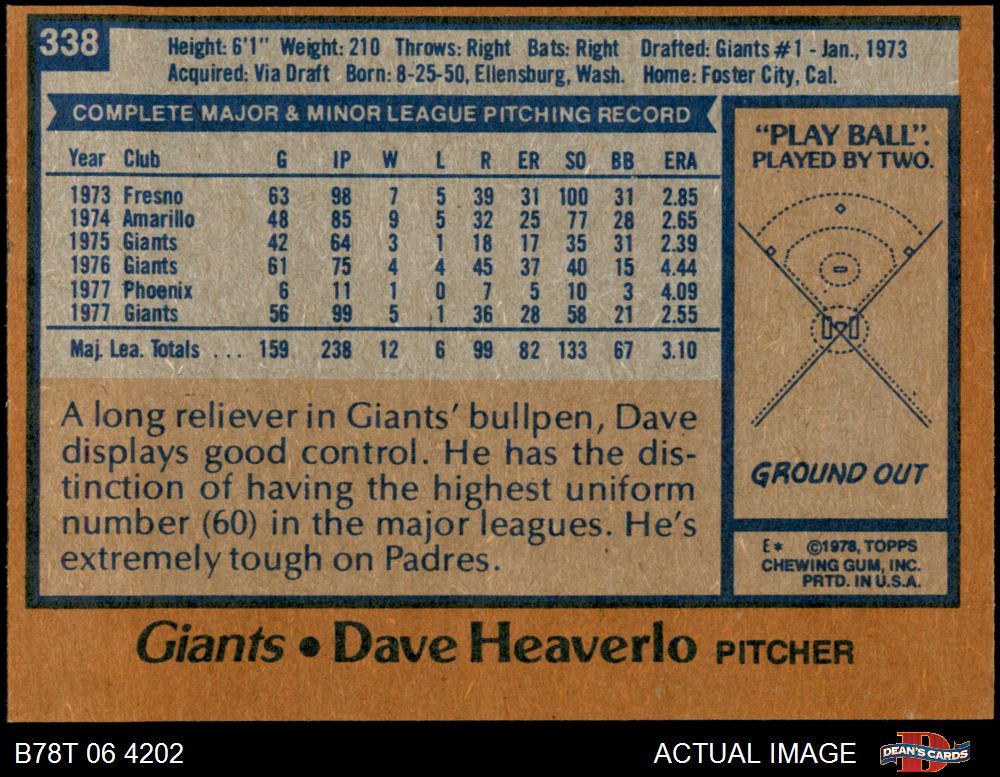 338
Height: 6'1" Weight: 210 Throws: Right Bats: Right Drafted: Giants #1 - Jan., 1973
Acquired: Via Draft Born: 8-25-50, Ellensburg, Wash. Home: Foster City, Cal.
COMPLETE MAJOR & MINOR LEAGUE PITCHING RECORD
Year Club G IP W L R ER SO BB ERA
1973 Fresno 63 98 7 5 39 31 100 31 2.85
1974 Amarillo 48 85 9 5 32 25 77 28 2.65
1975 Giants 42 64 3 1 18 17 35 31 2.39
1976 Giants 61 75 4 4 45 37 40 15 4.44
1977 Phoenix 6 11 1 0 7 5 10 3 4.09
1977 Giants 56 99 5 1 36 28 58 21 2.55
Maj. Lea. Totals ... 159 238 12 6 99 82 133 67 3.10
A long reliever in Giants' bullpen, Dave
displays good control. He has the dis-
tinction of having the highest uniform
number (60) in the major leagues. He's
extremely tough on Padres.
"PLAY BALL".
PLAYED BY TWO.
GROUND OUT
E* ©1978, TOPPS
CHEWING GUM, INC.
PRTD. IN U.S.A.
Giants • Dave Heaverlo PITCHER
B78T 06 4202
ACTUAL IMAGE
DEAN'S CARDS